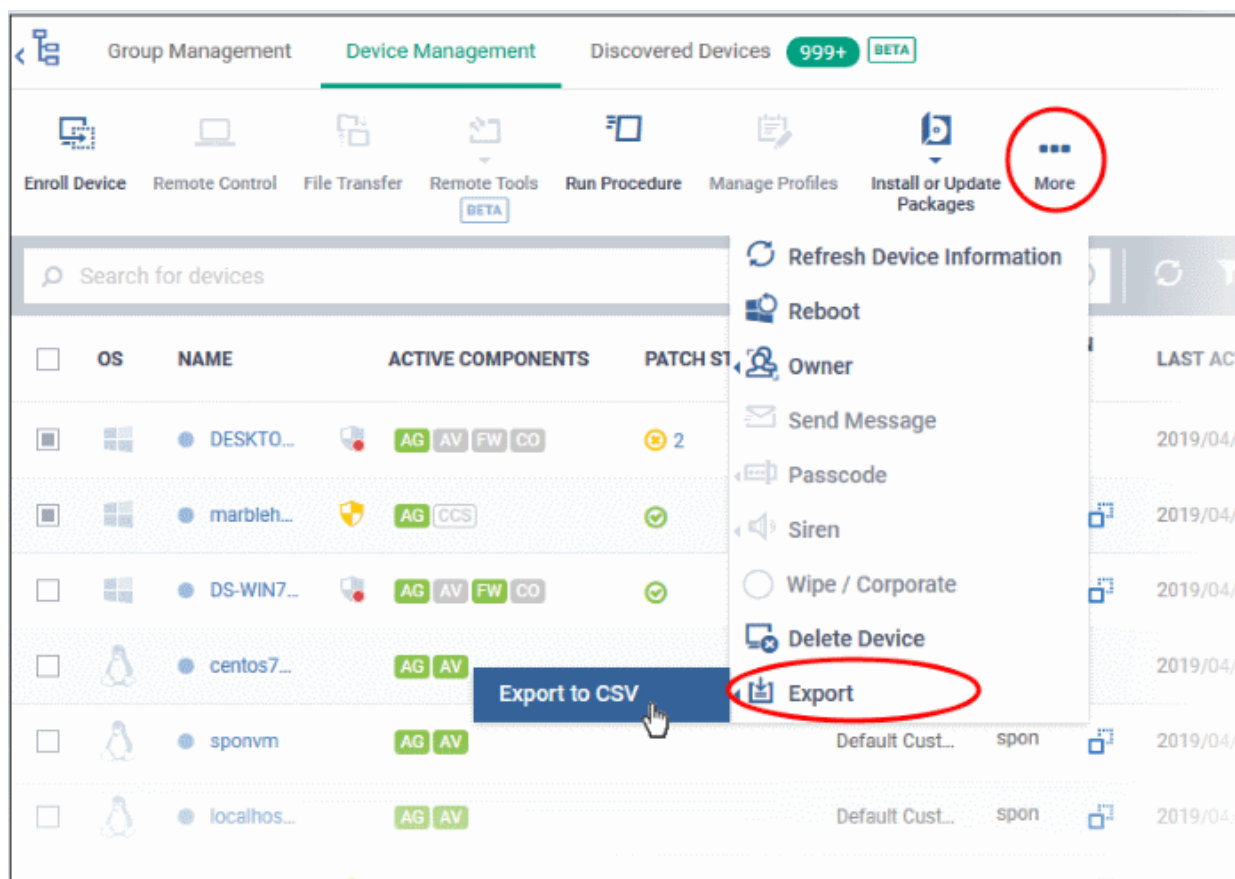 Group Management Device Management Discovered Devices 999+ BETA
Enroll Device Remote Control File Transfer Remote Tools Run Procedure Manage Profiles Install or Update More
BETA Packages
Search for devices
Refresh Device Information
Reboot
OS NAME ACTIVE COMPONENTS PATCH ST LAST AC
Owner
Send Message
DESKTO... AG AV FW CO 2 2019/04/
Passcode
marbleh... AG CCS 2019/04/
Siren
Wipe / Corporate
DS-WIN7... AG AV FW CO 2019/04/
Delete Device
centos7... AG AV 2019/04/
Export to CSV Export
sponvm AG AV Default Cust... spon 2019/04/
localhos... AG AV Default Cust... spon 2019/04/